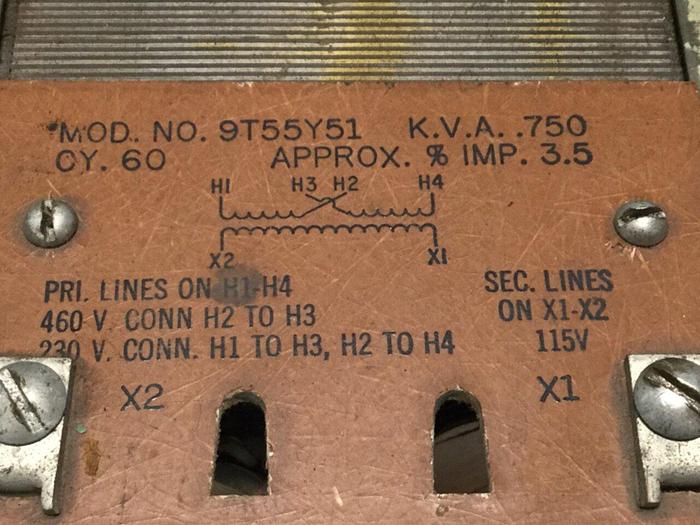 MOD. NO. 9T55Y51 K.V.A. .750
CY. 60 APPROX. % IMP. 3.5
H1 H3 H2 H4
X2 X1
PRI. LINES ON H1-H4
460 V. CONN H2 TO H3
230 V. CONN. H1 TO H3, H2 TO H4
SEC. LINES
ON X1-X2
115V
X2 X1